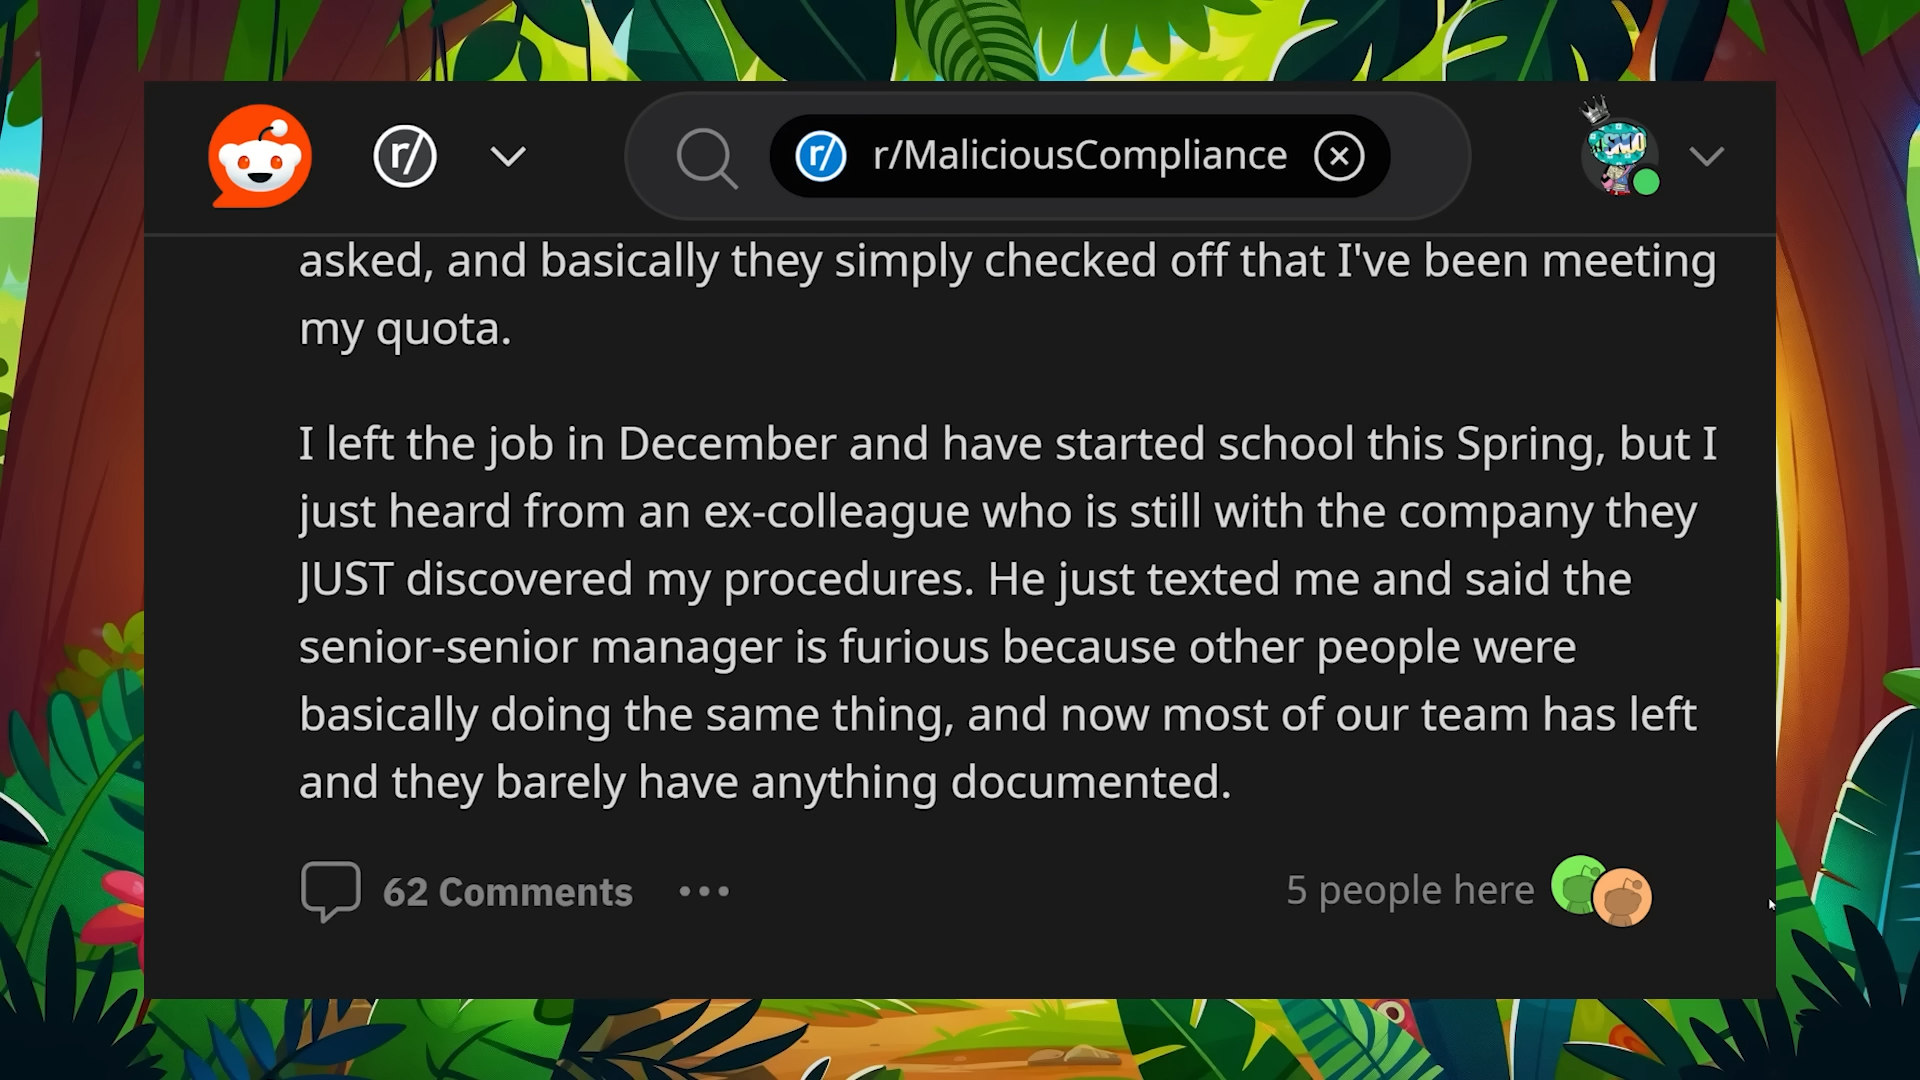 r/
r/ r/MaliciousCompliance
asked, and basically they simply checked off that I've been meeting
my quota.
I left the job in December and have started school this Spring, but I
just heard from an ex-colleague who is still with the company they
JUST discovered my procedures. He just texted me and said the
senior-senior manager is furious because other people were
basically doing the same thing, and now most of our team has left
and they barely have anything documented.
62 Comments
5 people here